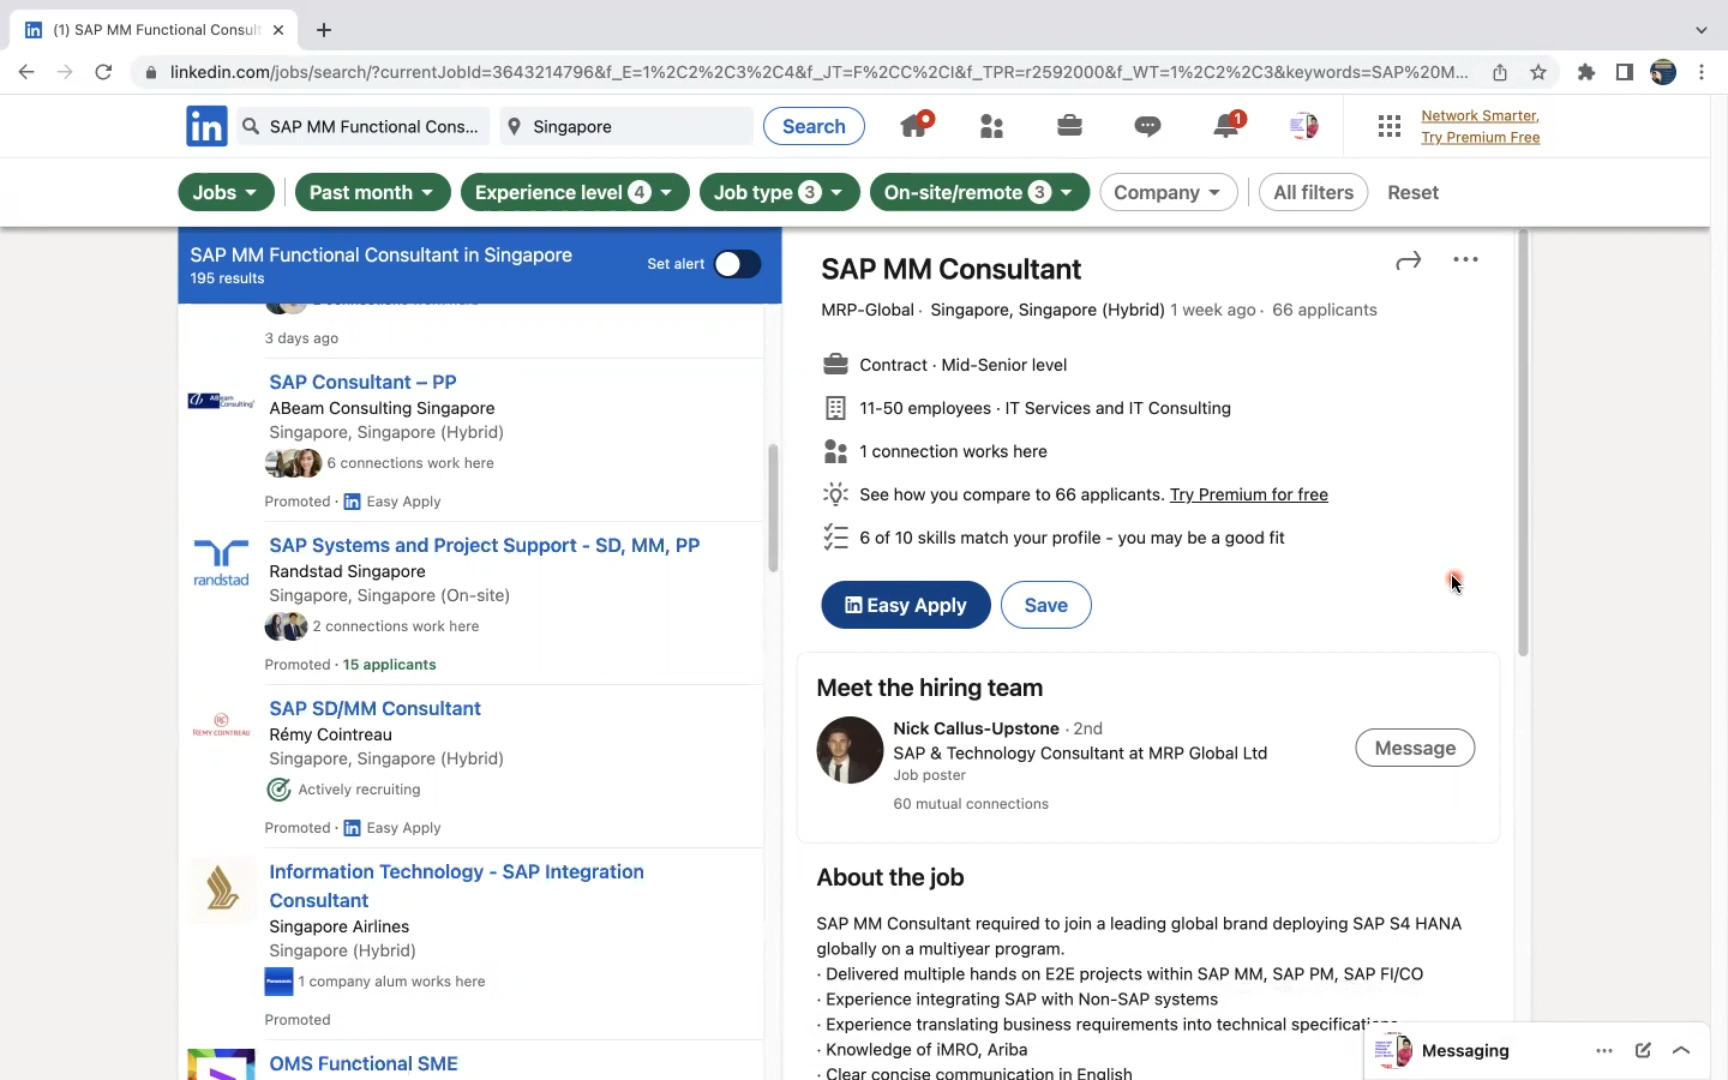 (1) SAP MM Functional Consult
linkedin.com/jobs/search/?currentJobId=3643214796&f_E=1%2C2%2C3%2C4&f_JT=F%2CC%2CI&f_TPR=r2592000&f_WT=1%2C2%2C3&keywords=SAP%20M...
in
SAP MM Functional Cons...
Singapore
Search
1
Network Smarter,
Try Premium Free
Jobs
Past month
Experience level 4
Job type 3
On-site/remote 3
Company
All filters
Reset
SAP MM Functional Consultant in Singapore
195 results
Set alert
3 days ago
SAP Consultant – PP
ABeam Consulting Singapore
Singapore, Singapore (Hybrid)
6 connections work here
Promoted · in Easy Apply
randstad
SAP Systems and Project Support - SD, MM, PP
Randstad Singapore
Singapore, Singapore (On-site)
2 connections work here
Promoted · 15 applicants
REMY COINTREAU
SAP SD/MM Consultant
Rémy Cointreau
Singapore, Singapore (Hybrid)
Actively recruiting
Promoted · in Easy Apply
Information Technology - SAP Integration
Consultant
Singapore Airlines
Singapore (Hybrid)
1 company alum works here
Promoted
OMS Functional SME
SAP MM Consultant
MRP-Global · Singapore, Singapore (Hybrid) 1 week ago · 66 applicants
Contract · Mid-Senior level
11-50 employees · IT Services and IT Consulting
1 connection works here
See how you compare to 66 applicants. Try Premium for free
6 of 10 skills match your profile - you may be a good fit
in Easy Apply
Save
Meet the hiring team
Nick Callus-Upstone · 2nd
SAP & Technology Consultant at MRP Global Ltd
Job poster
60 mutual connections
Message
About the job
SAP MM Consultant required to join a leading global brand deploying SAP S4 HANA
globally on a multiyear program.
· Delivered multiple hands on E2E projects within SAP MM, SAP PM, SAP FI/CO
· Experience integrating SAP with Non-SAP systems
· Experience translating business requirements into technical specifications
· Knowledge of iMRO, Ariba
· Clear concise communication in English
Messaging